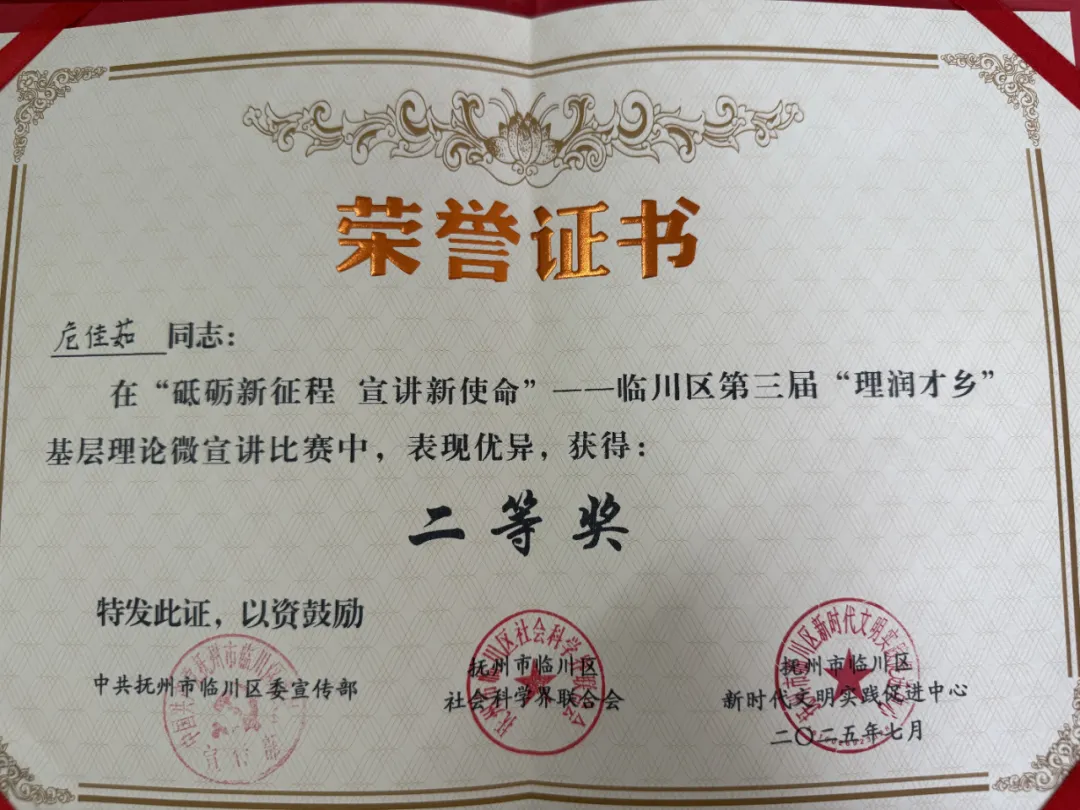 荣誉证书
危佳茹 同志：
在“砥砺新征程 宣讲新使命”——临川区第三届“理润才乡”
基层理论微宣讲比赛中，表现优异，获得：
二等奖
特发此证，以资鼓励
中共抚州市临川区委宣传部
抚州市临川区
社会科学界联合会
抚州市临川区
新时代文明实践促进中心
二〇二五年七月